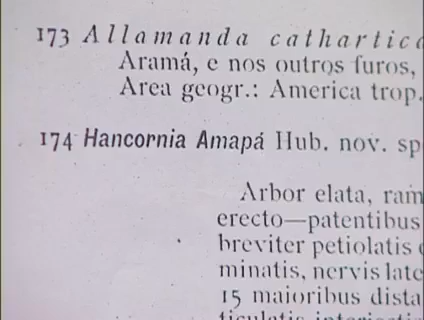 173 Allamanda cathartica
Aramá, e nos outros furos,
Area geogr.: America trop.
174 Hancornia Amapá Hub. nov. sp
Arbor elata, ram
erecto—patentibus
breviter petiolatis
minatis, nervis late
15 maioribus dista